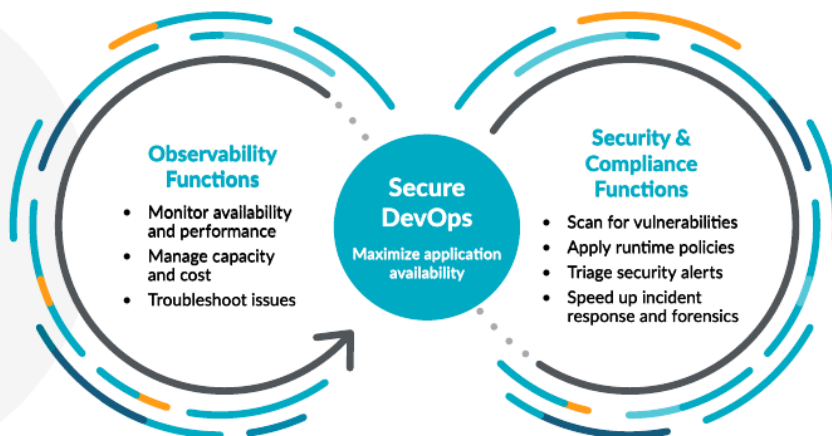 Observability
Functions
• Monitor availability
and performance
• Manage capacity
and cost
• Troubleshoot issues
Secure
DevOps
Maximize application
availability
Security &
Compliance
Functions
• Scan for vulnerabilities
• Apply runtime policies
• Triage security alerts
• Speed up incident
response and forensics